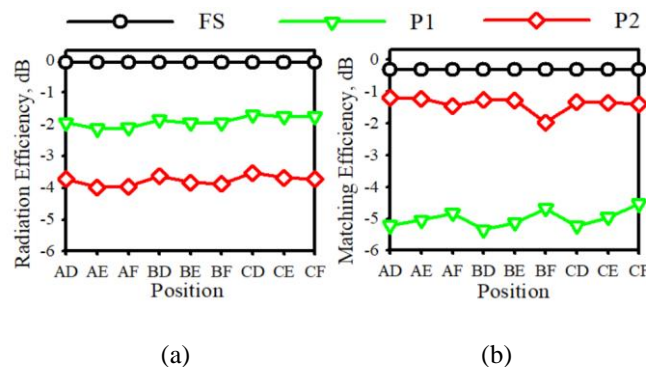 FS P1 P2
Radiation Efficiency, dB
0
-1
-2
-3
-4
-5
-6
AD AE AF BD BE BF CD CE CF
Position
(a)
Matching Efficiency, dB
0
-1
-2
-3
-4
-5
-6
AD AE AF BD BE BF CD CE CF
Position
(b)